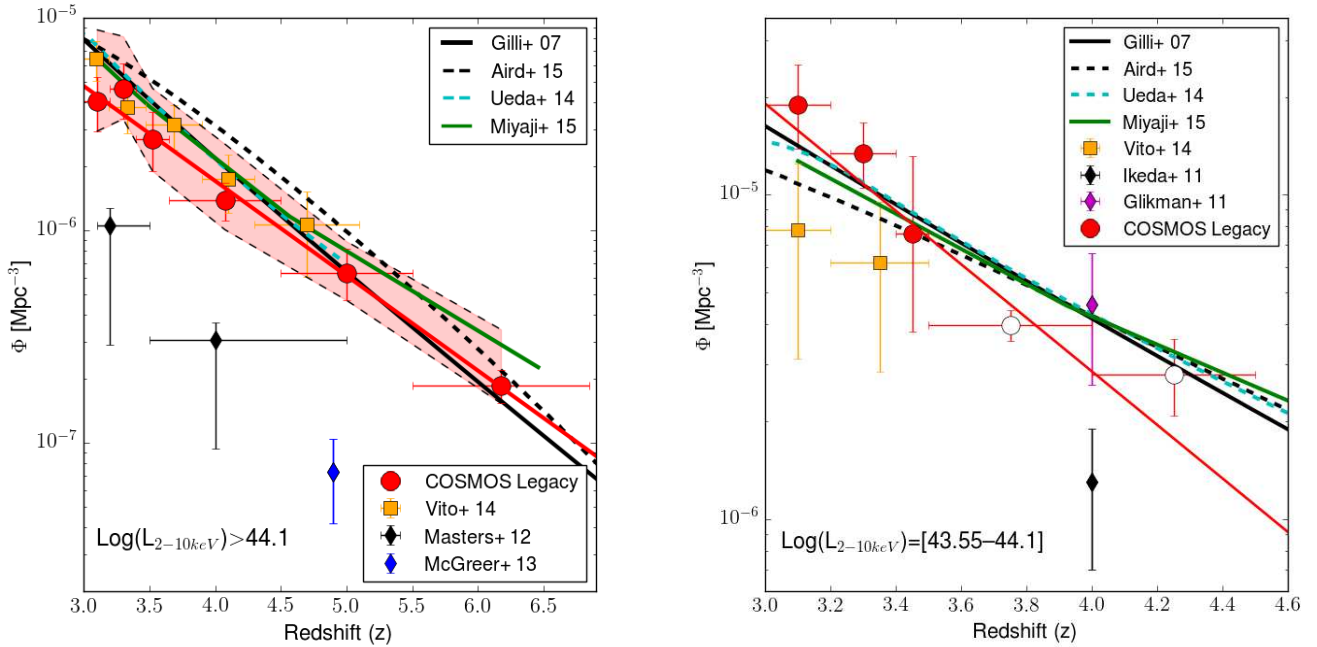 10⁻⁵
10⁻⁶
10⁻⁷
Φ [Mpc⁻³]
Gilli+ 07
Aird+ 15
Ueda+ 14
Miyaji+ 15
Log(L₂₋₁₀keV)>44.1
COSMOS Legacy
Vito+ 14
Masters+ 12
McGreer+ 13
3.0 3.5 4.0 4.5 5.0 5.5 6.0 6.5
Redshift (z)
10⁻⁵
10⁻⁶
Φ [Mpc⁻³]
Gilli+ 07
Aird+ 15
Ueda+ 14
Miyaji+ 15
Vito+ 14
Ikeda+ 11
Glikman+ 11
COSMOS Legacy
Log(L₂₋₁₀keV)=[43.55–44.1]
3.0 3.2 3.4 3.6 3.8 4.0 4.2 4.4 4.6
Redshift (z)